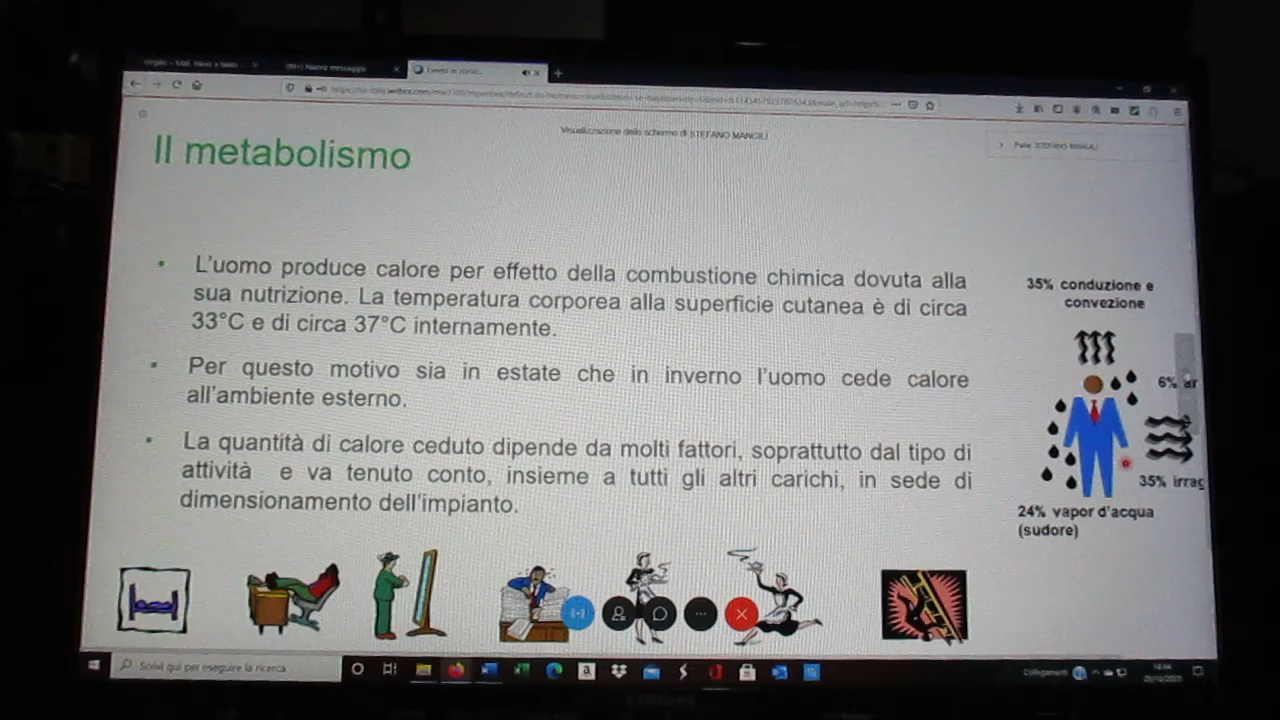 Visualizzazione dello schermo di STEFANO MANGILI
Il metabolismo
• L'uomo produce calore per effetto della combustione chimica dovuta alla
sua nutrizione. La temperatura corporea alla superficie cutanea è di circa
33°C e di circa 37°C internamente.
• Per questo motivo sia in estate che in inverno l'uomo cede calore
all'ambiente esterno.
• La quantità di calore ceduto dipende da molti fattori, soprattutto dal tipo di
attività e va tenuto conto, insieme a tutti gli altri carichi, in sede di
dimensionamento dell'impianto.
35% conduzione e
convezione
6%
35% irrag
24% vapor d'acqua
(sudore)
Scrivi qui per eseguire la ricerca
Collegamenti
SAMSUNG